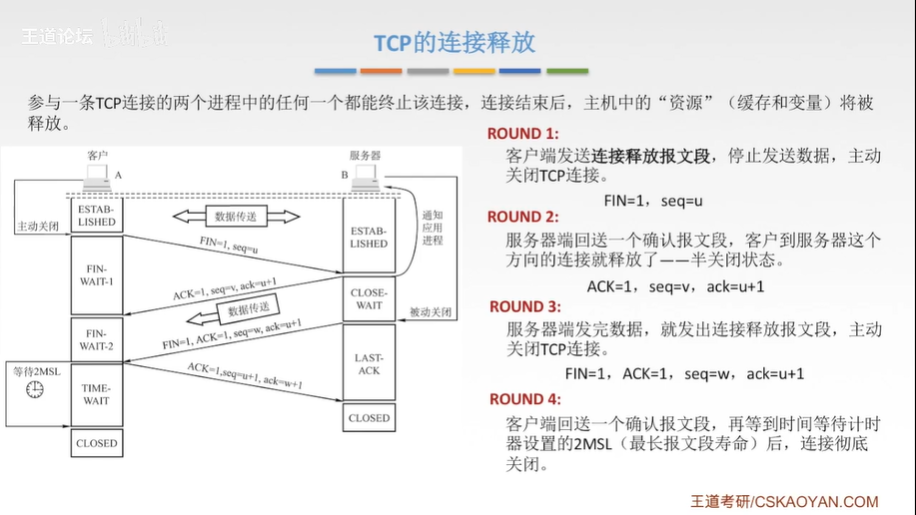 王道论坛 bilibili
TCP的连接释放
参与一条TCP连接的两个进程中的任何一个都能终止该连接，连接结束后，主机中的“资源”（缓存和变量）将被
释放。
客户
A
服务器
B
主动关闭
ESTAB-
LISHED
数据传送
ESTAB-
LISHED
通知
应用
进程
FIN=1, seq=u
FIN-
WAIT-1
ACK=1, seq=v, ack=u+1
CLOSE-
WAIT
数据传送
被动关闭
FIN-
WAIT-2
FIN=1, ACK=1, seq=w, ack=u+1
等待2MSL
ACK=1,seq=u+1, ack=w+1
LAST-
ACK
TIME-
WAIT
CLOSED
CLOSED
ROUND 1:
客户端发送连接释放报文段，停止发送数据，主动
关闭TCP连接。
FIN=1，seq=u
ROUND 2:
服务器端回送一个确认报文段，客户到服务器这个
方向的连接就释放了——半关闭状态。
ACK=1，seq=v，ack=u+1
ROUND 3:
服务器端发完数据，就发出连接释放报文段，主动
关闭TCP连接。
FIN=1，ACK=1，seq=w，ack=u+1
ROUND 4:
客户端回送一个确认报文段，再等到时间等待计时
器设置的2MSL（最长报文段寿命）后，连接彻底
关闭。
王道考研/CSKAOYAN.COM